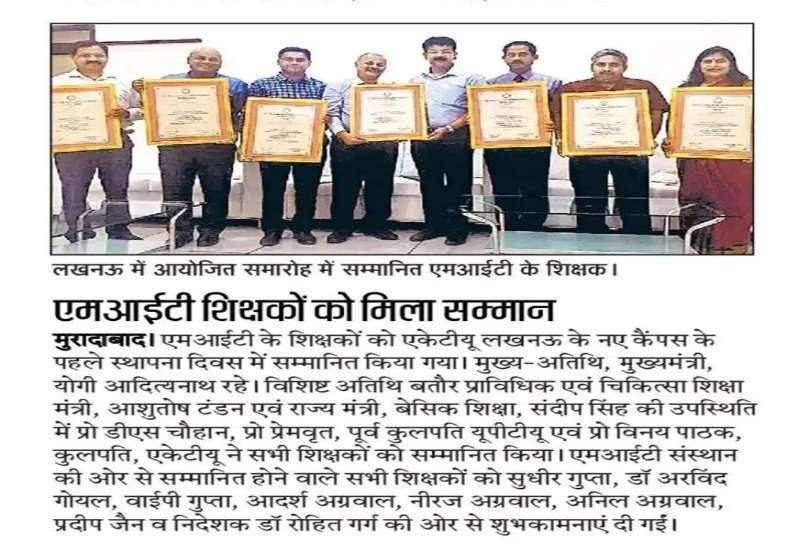 लखनऊ में आयोजित समारोह में सम्मानित एमआईटी के शिक्षक।
एमआईटी शिक्षकों को मिला सम्मान
मुरादाबाद। एमआईटी के शिक्षकों को एकेटीयू लखनऊ के नए कैंपस के
पहले स्थापना दिवस में सम्मानित किया गया। मुख्य-अतिथि, मुख्यमंत्री,
योगी आदित्यनाथ रहे। विशिष्ट अतिथि बतौर प्राविधिक एवं चिकित्सा शिक्षा
मंत्री, आशुतोष टंडन एवं राज्य मंत्री, बेसिक शिक्षा, संदीप सिंह की उपस्थिति
में प्रो डीएस चौहान, प्रो प्रेमवृत, पूर्व कुलपति यूपीटीयू एवं प्रो विनय पाठक,
कुलपति, एकेटीयू ने सभी शिक्षकों को सम्मानित किया। एमआईटी संस्थान
की ओर से सम्मानित होने वाले सभी शिक्षकों को सुधीर गुप्ता, डॉ अरविंद
गोयल, वाईपी गुप्ता, आदर्श अग्रवाल, नीरज अग्रवाल, अनिल अग्रवाल,
प्रदीप जैन व निदेशक डॉ रोहित गर्ग की ओर से शुभकामनाएं दी गईं।